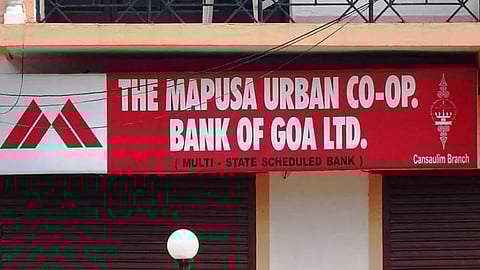 THE MAPUSA URBAN CO-OP.
BANK OF GOA LTD.
( MULTI - STATE SCHEDULED BANK )
Cansaulim Branch